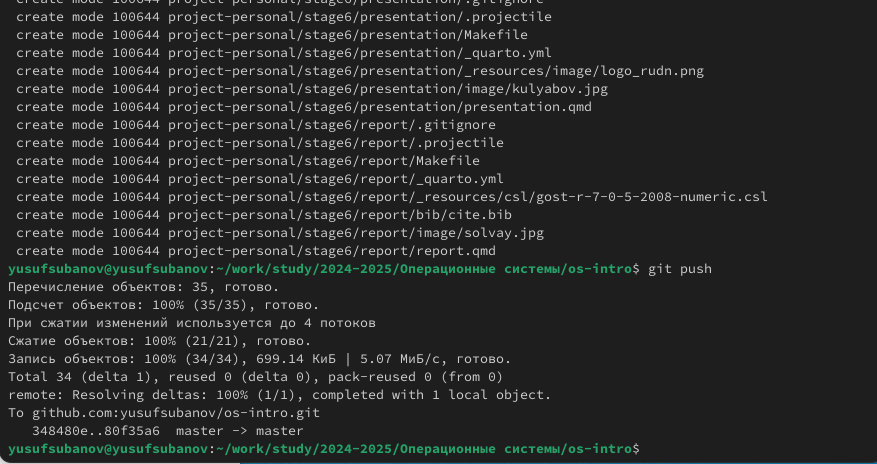 create mode 100644 project-personal/stage6/presentation/.gitignore
create mode 100644 project-personal/stage6/presentation/.projectile
create mode 100644 project-personal/stage6/presentation/Makefile
create mode 100644 project-personal/stage6/presentation/_quarto.yml
create mode 100644 project-personal/stage6/presentation/_resources/image/logo_rudn.png
create mode 100644 project-personal/stage6/presentation/image/kulyabov.jpg
create mode 100644 project-personal/stage6/presentation/presentation.qmd
create mode 100644 project-personal/stage6/report/.gitignore
create mode 100644 project-personal/stage6/report/.projectile
create mode 100644 project-personal/stage6/report/Makefile
create mode 100644 project-personal/stage6/report/_quarto.yml
create mode 100644 project-personal/stage6/report/_resources/csl/gost-r-7-0-5-2008-numeric.csl
create mode 100644 project-personal/stage6/report/bib/cite.bib
create mode 100644 project-personal/stage6/report/image/solvay.jpg
create mode 100644 project-personal/stage6/report/report.qmd
yusufsubanov@yusufsubanov:~/work/study/2024-2025/Операционные системы/os-intro$ git push
Перечисление объектов: 35, готово.
Подсчет объектов: 100% (35/35), готово.
При сжатии изменений используется до 4 потоков
Сжатие объектов: 100% (21/21), готово.
Запись объектов: 100% (34/34), 699.14 КиБ | 5.07 МиБ/с, готово.
Total 34 (delta 1), reused 0 (delta 0), pack-reused 0 (from 0)
remote: Resolving deltas: 100% (1/1), completed with 1 local object.
To github.com:yusufsubanov/os-intro.git
348480e..80f35a6  master -> master
yusufsubanov@yusufsubanov:~/work/study/2024-2025/Операционные системы/os-intro$